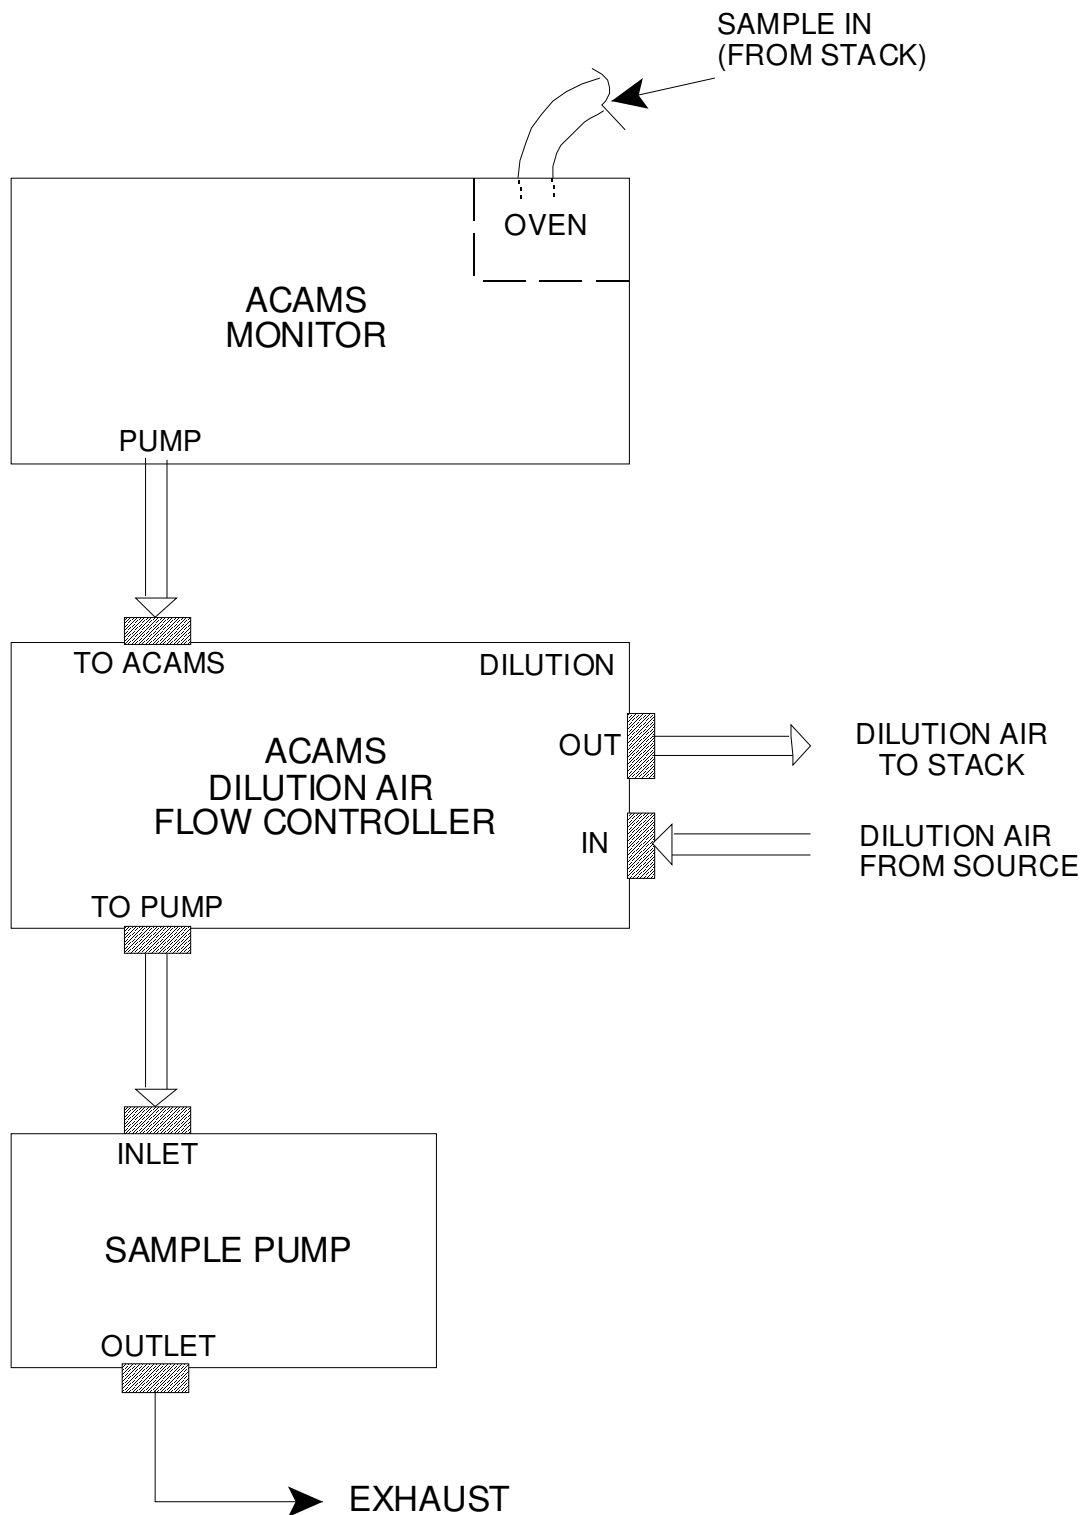 SAMPLE IN
(FROM STACK)
OVEN
ACAMS
MONITOR
PUMP
TO ACAMS
DILUTION
OUT
DILUTION AIR
TO STACK
ACAMS
DILUTION AIR
FLOW CONTROLLER
IN
DILUTION AIR
FROM SOURCE
TO PUMP
INLET
SAMPLE PUMP
OUTLET
EXHAUST